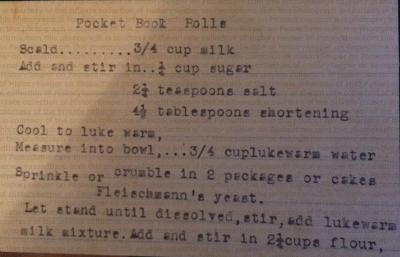 Pocket Book Rolls
Scald.........3/4 cup milk
Add and stir in..¼ cup sugar
2¼ teaspoons salt
4½ tablespoons shortening
Cool to luke warm,
Measure into bowl,...3/4 cuplukewarm water
Sprinkle or crumble in 2 packages or cakes
Fleischmann's yeast.
Let stand until dissolved,stir,add lukewarm
milk mixture.Add and stir in 2¼cups flour,